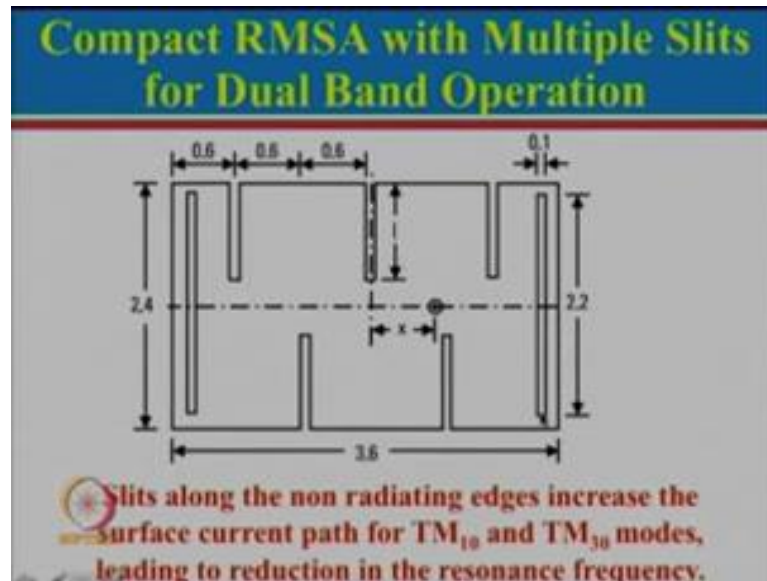 Compact RMSA with Multiple Slits
for Dual Band Operation
0.6 0.6 0.6 0.1
l
2.4 2.2
x
3.6
Slits along the non radiating edges increase the
surface current path for TM10 and TM30 modes,
leading to reduction in the resonance frequency.